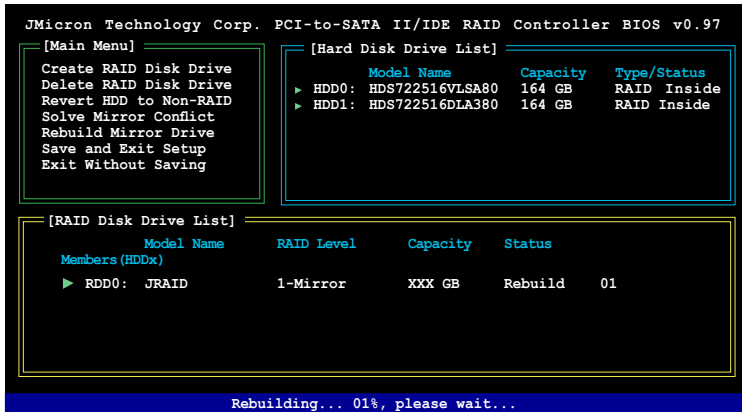 JMicron Technology Corp. PCI-to-SATA II/IDE RAID Controller BIOS v0.97
[Main Menu]
Create RAID Disk Drive
Delete RAID Disk Drive
Revert HDD to Non-RAID
Solve Mirror Conflict
Rebuild Mirror Drive
Save and Exit Setup
Exit Without Saving
[Hard Disk Drive List]
Model Name Capacity Type/Status
HDD0: HDS722516VLSA80 164 GB RAID Inside
HDD1: HDS722516DLA380 164 GB RAID Inside
[RAID Disk Drive List]
Model Name RAID Level Capacity Status
Members(HDDx)
RDD0: JRAID 1-Mirror XXX GB Rebuild 01
Rebuilding... 01%, please wait...